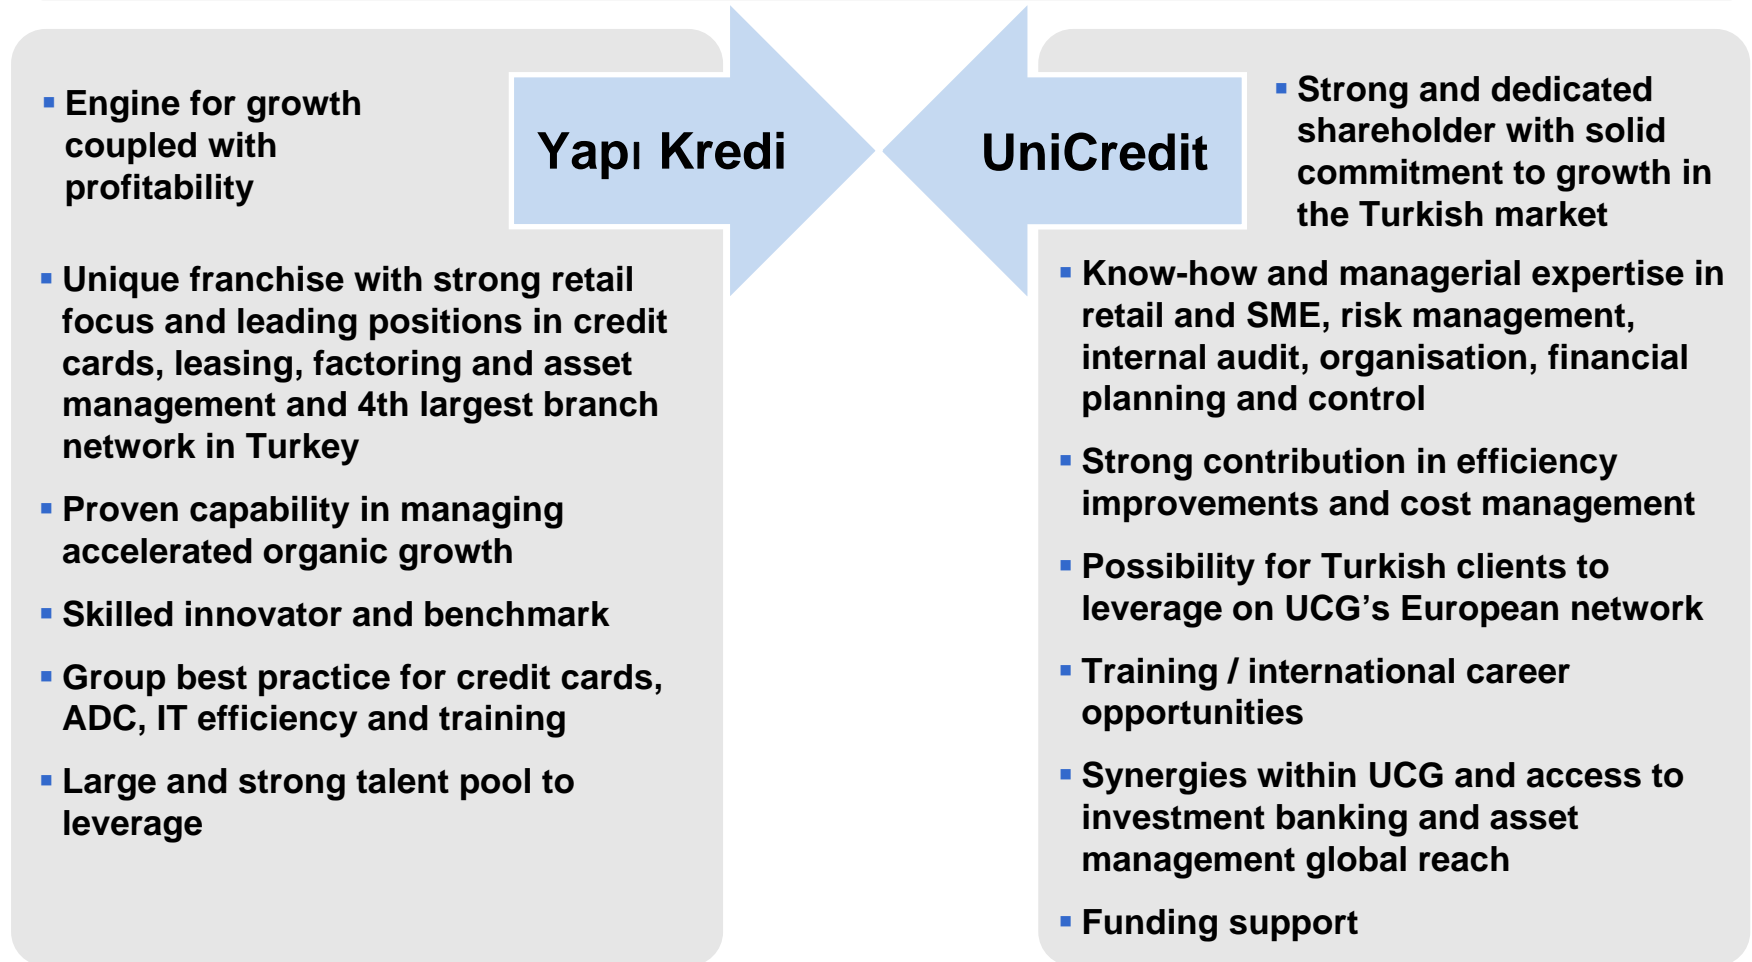 Yapı Kredi
▪ Engine for growth
coupled with
profitability
▪ Unique franchise with strong retail
focus and leading positions in credit
cards, leasing, factoring and asset
management and 4th largest branch
network in Turkey
▪ Proven capability in managing
accelerated organic growth
▪ Skilled innovator and benchmark
▪ Group best practice for credit cards,
ADC, IT efficiency and training
▪ Large and strong talent pool to
leverage
UniCredit
▪ Strong and dedicated
shareholder with solid
commitment to growth in
the Turkish market
▪ Know-how and managerial expertise in
retail and SME, risk management,
internal audit, organisation, financial
planning and control
▪ Strong contribution in efficiency
improvements and cost management
▪ Possibility for Turkish clients to
leverage on UCG’s European network
▪ Training / international career
opportunities
▪ Synergies within UCG and access to
investment banking and asset
management global reach
▪ Funding support